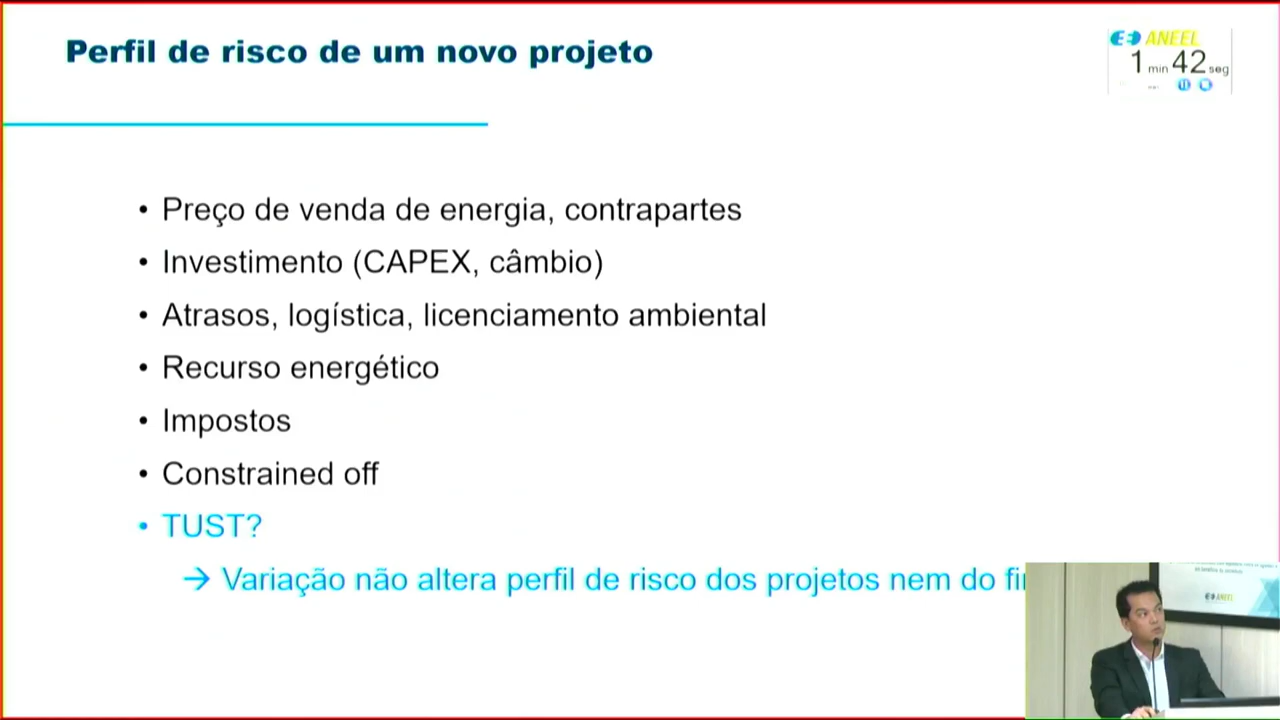 Perfil de risco de um novo projeto
ANEEL
1 min 42 seg
• Preço de venda de energia, contrapartes
• Investimento (CAPEX, câmbio)
• Atrasos, logística, licenciamento ambiental
• Recurso energético
• Impostos
• Constrained off
• TUST?
→ Variação não altera perfil de risco dos projetos nem do
ANEEL